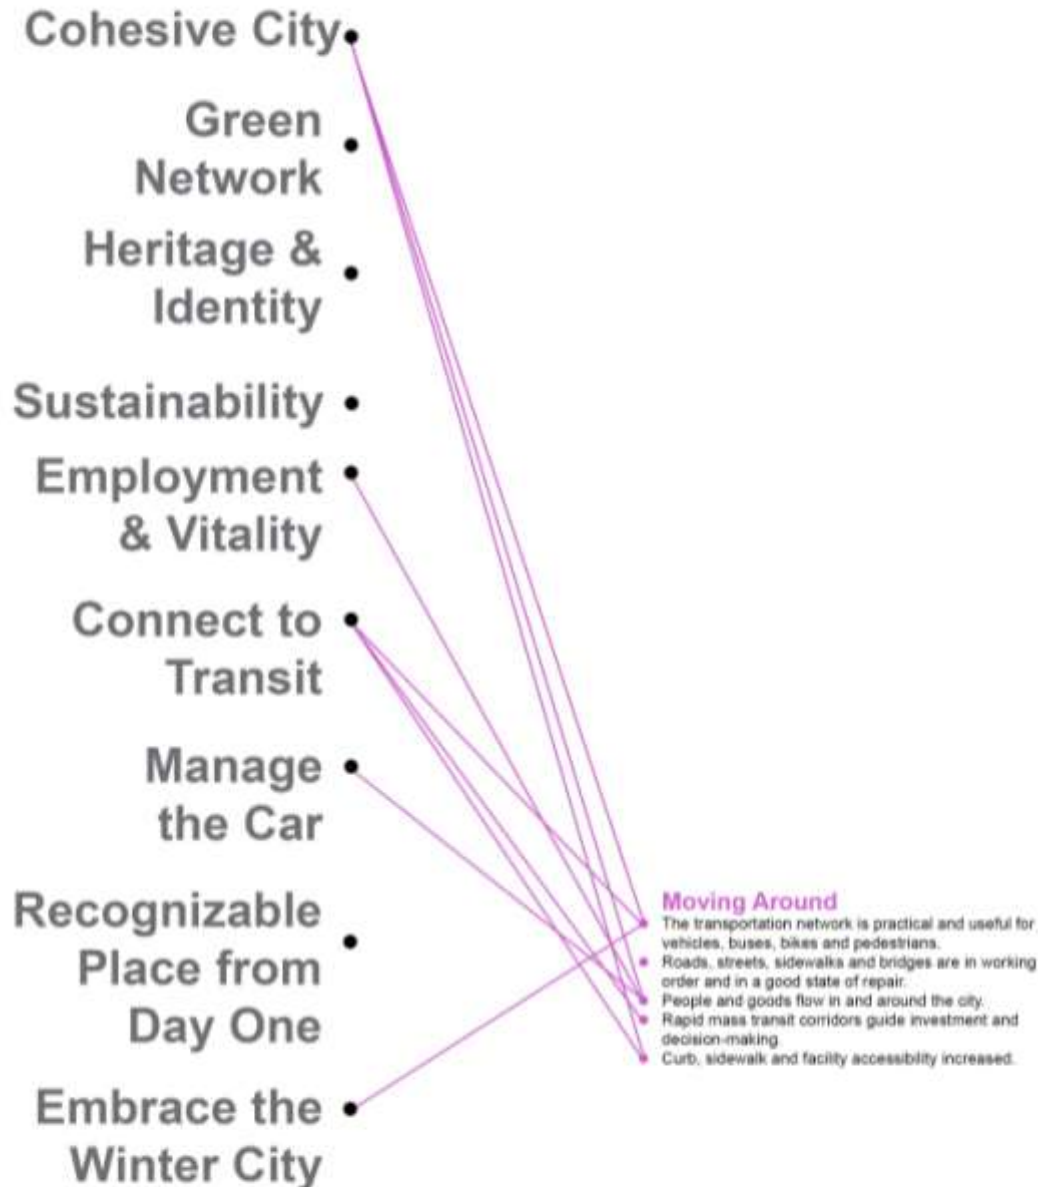 Cohesive City
Green
Network
Heritage &
Identity
Sustainability
Employment
& Vitality
Connect to
Transit
Manage
the Car
Recognizable
Place from
Day One
Embrace the
Winter City
Moving Around
The transportation network is practical and useful for
vehicles, buses, bikes and pedestrians.
Roads, streets, sidewalks and bridges are in working
order and in a good state of repair.
People and goods flow in and around the city.
Rapid mass transit corridors guide investment and
decision-making
Curb, sidewalk and facility accessibility increased.